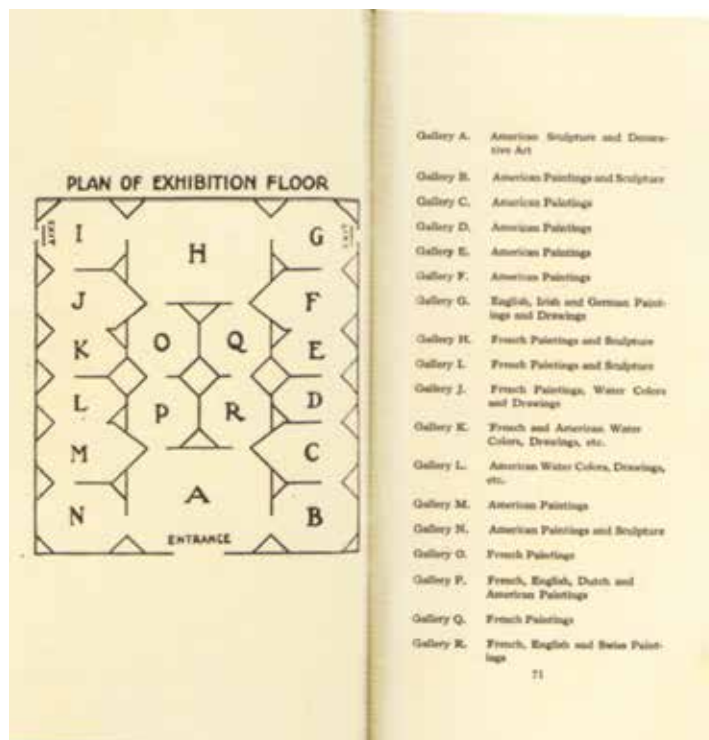 PLAN OF EXHIBITION FLOOR
I
H
G
EXIT
EXIT
J
F
K
O
Q
E
L
P
R
D
M
C
N
A
B
ENTRANCE
Gallery A. American Sculpture and Decora-
tive Art
Gallery B. American Paintings and Sculpture
Gallery C. American Paintings
Gallery D. American Paintings
Gallery E. American Paintings
Gallery F. American Paintings
Gallery G. English, Irish and German Paint-
ings and Drawings
Gallery H. French Paintings and Sculpture
Gallery I. French Paintings and Sculpture
Gallery J. French Paintings, Water Colors
and Drawings
Gallery K. French and American Water
Colors, Drawings, etc.
Gallery L. American Water Colors, Drawings,
etc.
Gallery M. American Paintings
Gallery N. American Paintings and Sculpture
Gallery O. French Paintings
Gallery P. French, English, Dutch and
American Paintings
Gallery Q. French Paintings
Gallery R. French, English and Swiss Paint-
ings
71